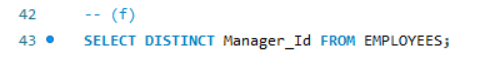 42 -- (f)
43 SELECT DISTINCT Manager_Id FROM EMPLOYEES;